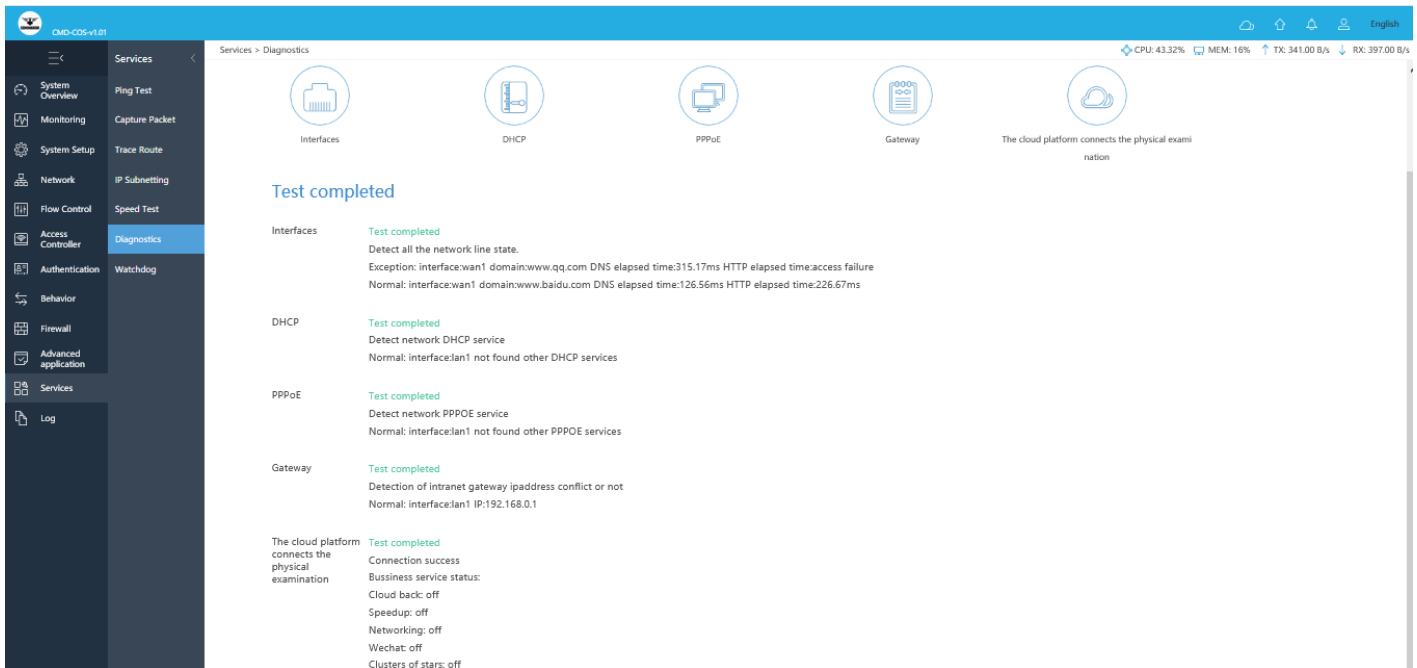 CMD-COS-v1.01
English
Services
Services > Diagnostics
CPU: 43.32% MEM: 16% TX: 341.00 B/s RX: 397.00 B/s
System
Overview
Monitoring
System Setup
Network
Flow Control
Access
Controller
Authentication
Behavior
Firewall
Advanced
application
Services
Log
Ping Test
Capture Packet
Trace Route
IP Subnetting
Speed Test
Diagnostics
Watchdog
Interfaces
DHCP
PPPoE
Gateway
The cloud platform connects the physical exami
nation
Test completed
Interfaces
Test completed
Detect all the network line state.
Exception: interface:wan1 domain:www.qq.com DNS elapsed time:315.17ms HTTP elapsed time:access failure
Normal: interface:wan1 domain:www.baidu.com DNS elapsed time:126.56ms HTTP elapsed time:226.67ms
DHCP
Test completed
Detect network DHCP service
Normal: interface:lan1 not found other DHCP services
PPPoE
Test completed
Detect network PPPOE service
Normal: interface:lan1 not found other PPPOE services
Gateway
Test completed
Detection of intranet gateway ipaddress conflict or not
Normal: interface:lan1 IP:192.168.0.1
The cloud platform
connects the
physical
examination
Test completed
Connection success
Bussiness service status:
Cloud back: off
Speedup: off
Networking: off
Wechat: off
Clusters of stars: off